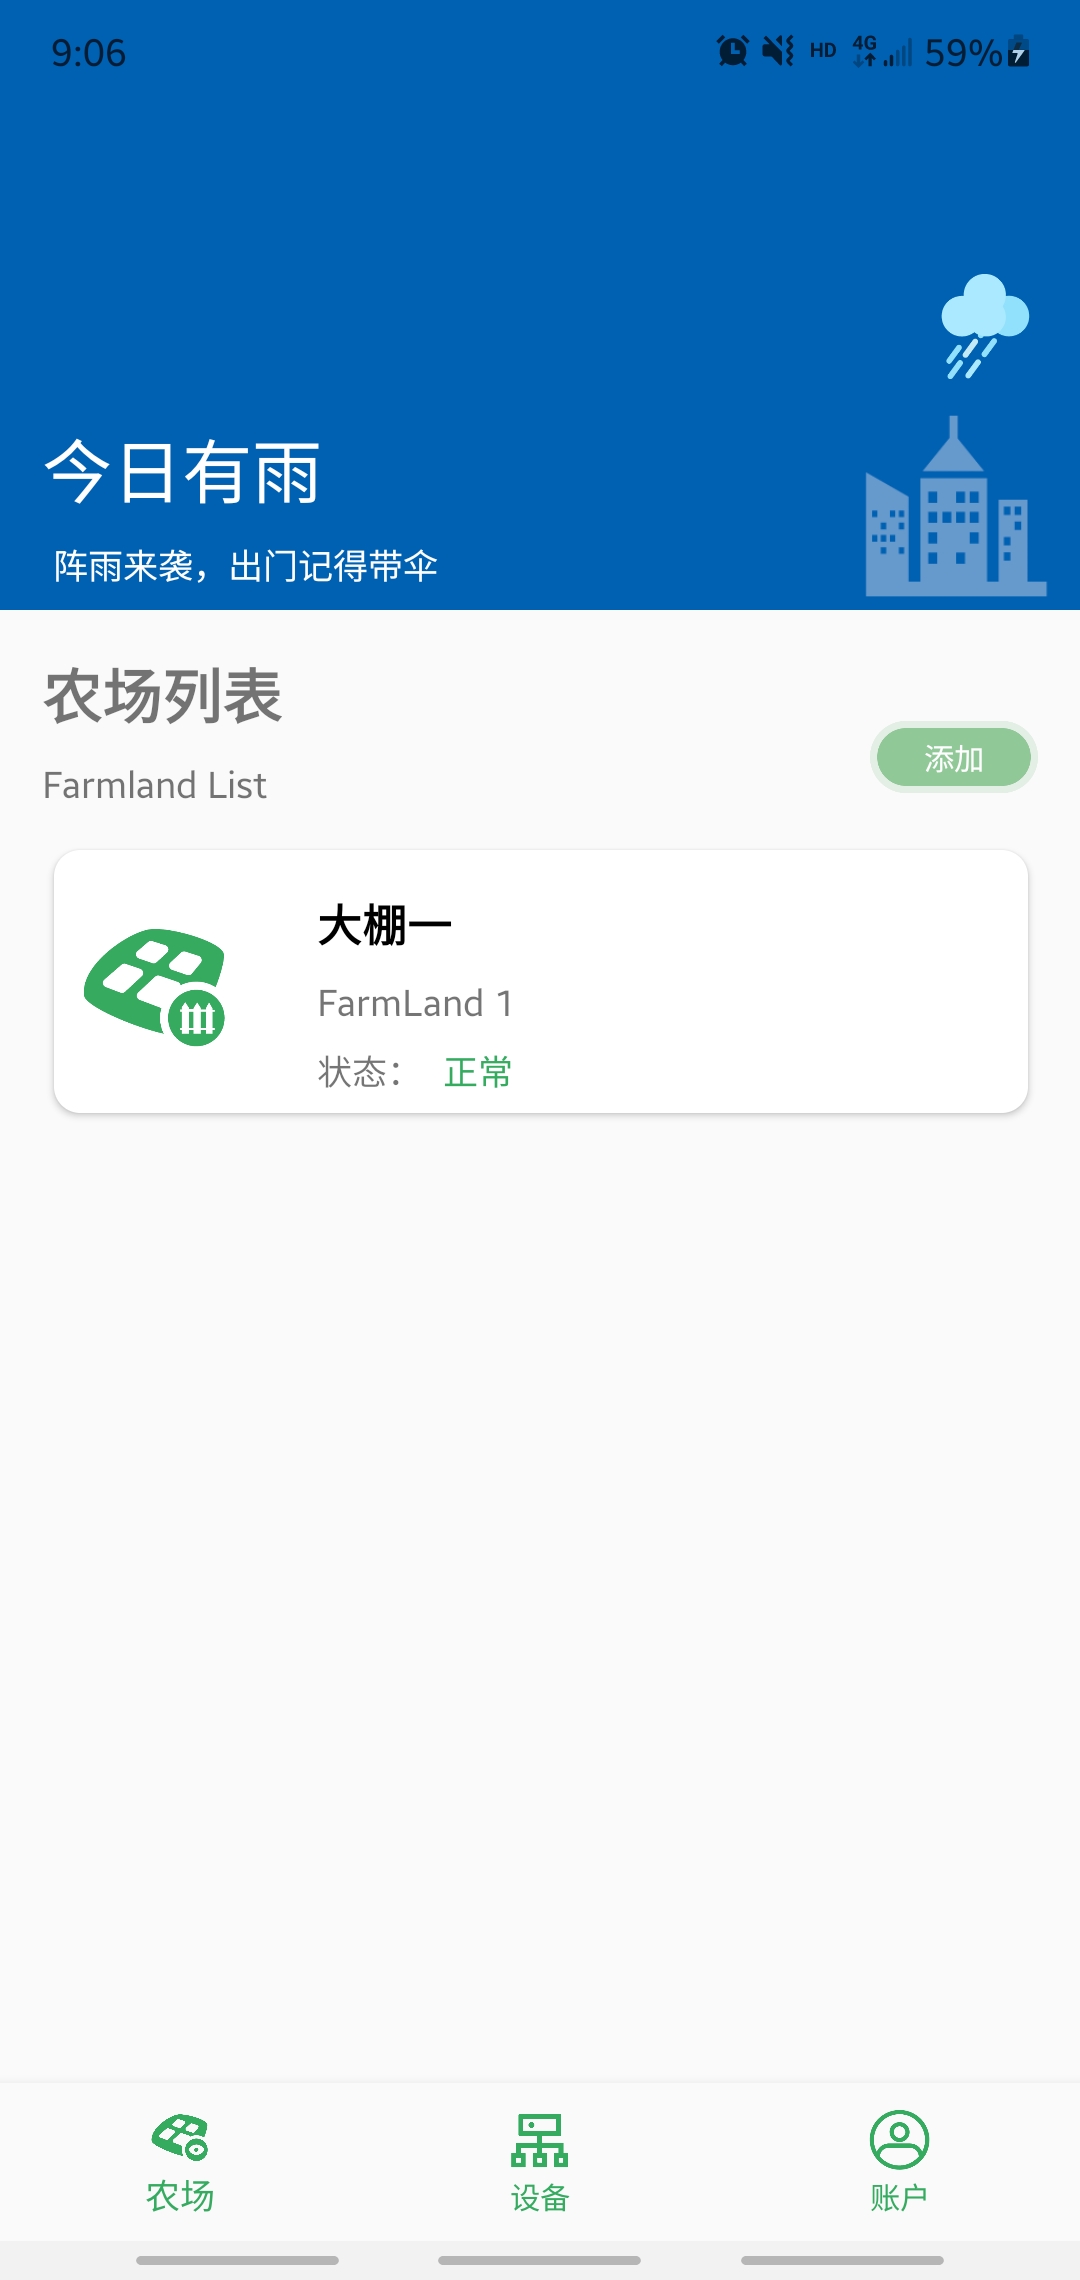 9:06
HD 4G 59%
今日有雨
阵雨来袭，出门记得带伞
农场列表
添加
Farmland List
大棚一
FarmLand 1
状态： 正常
农场 设备 账户